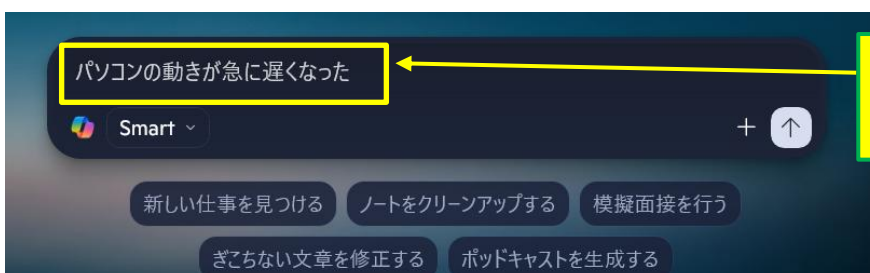 パソコンの動きが急に遅くなった
Smart
新しい仕事を見つける ノートをクリーンアップする 模擬面接を行う
ぎこちない文章を修正する ポッドキャストを生成する